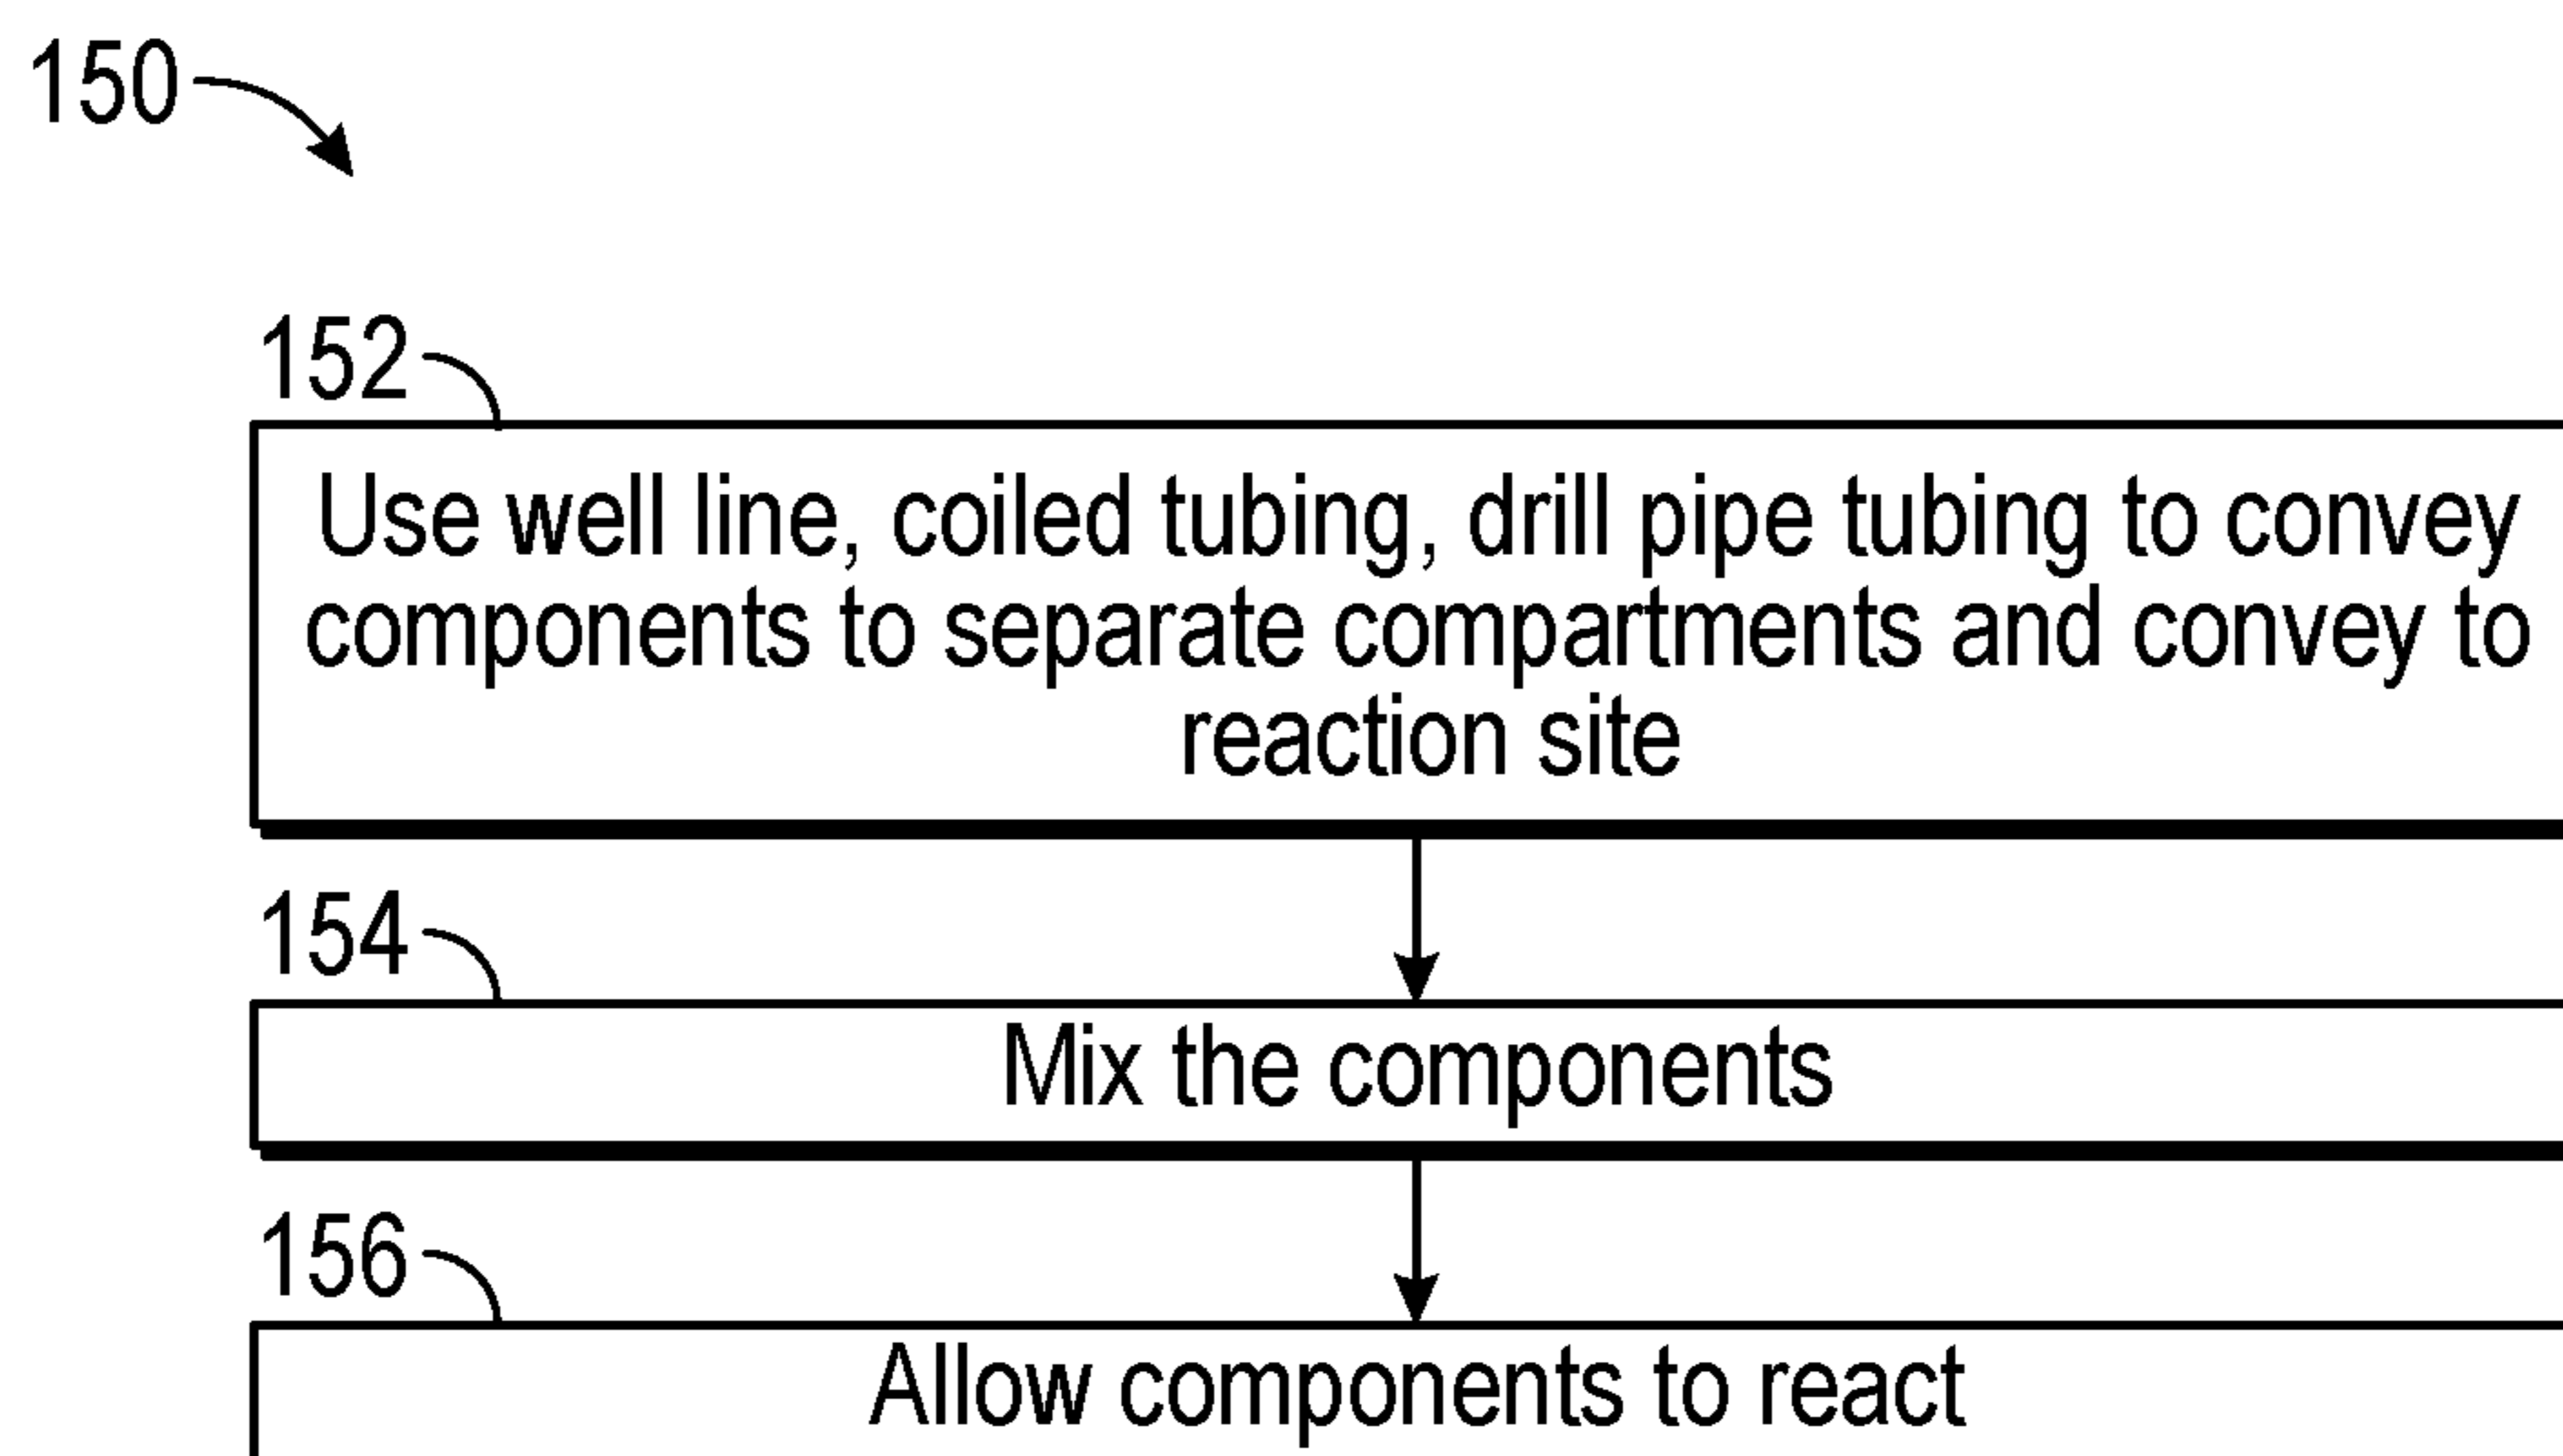 150
152
Use well line, coiled tubing, drill pipe tubing to convey
components to separate compartments and convey to
reaction site
154
Mix the components
156
Allow components to react